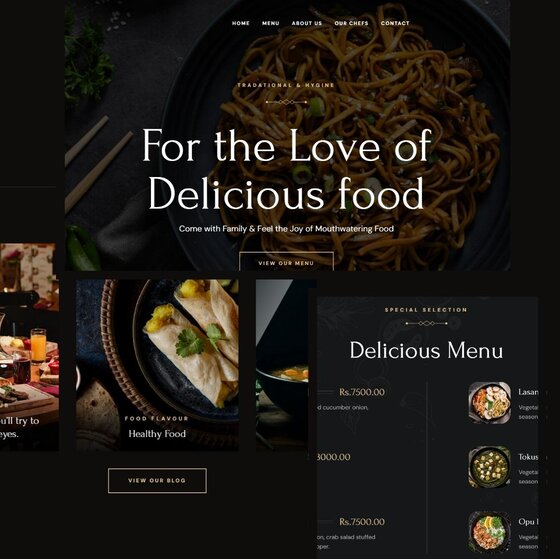 HOME MENU ABOUT US OUR CHEFS CONTACT
TRADATIONAL & HYGINE
For the Love of
Delicious food
Come with Family & Feel the Joy of Mouthwatering Food
VIEW OUR MENU
u'll try to
eyes.
FOOD FLAVOUR
Healthy Food
VIEW OUR BLOG
SPECIAL SELECTION
Delicious Menu
Rs.7500.00
d cucumber onion,
3000.00
Rs.7500.00
on, crab salad stuffed
pper.
Lasan
Vegetal
season
Tokus
Vegetal
season
Opu
Vegetal
season